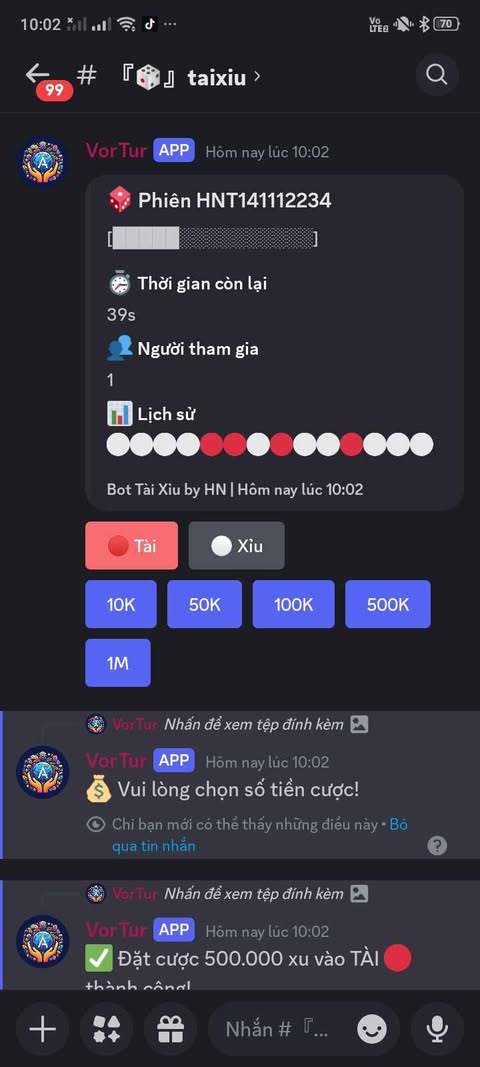 10:02
Vo LTE2
70
99
# 『🎲』 taixiu ›
VorTur APP Hôm nay lúc 10:02
🎲 Phiên HNT141112234
[█████░░░░░░░░░░]
Thời gian còn lại
39s
Người tham gia
1
Lịch sử
⚪⚪⚪⚪🔴🔴⚪🔴⚪⚪🔴⚪⚪⚪
Bot Tài Xỉu by HN | Hôm nay lúc 10:02
🔴 Tài ⚪ Xỉu
10K 50K 100K 500K
1M
VorTur Nhấn để xem tệp đính kèm
VorTur APP Hôm nay lúc 10:02
💰 Vui lòng chọn số tiền cược!
Chỉ bạn mới có thể thấy những điều này • Bỏ
qua tin nhắn
VorTur Nhấn để xem tệp đính kèm
VorTur APP Hôm nay lúc 10:02
✅ Đặt cược 500.000 xu vào TÀI 🔴
thành công!
Nhắn # 『...